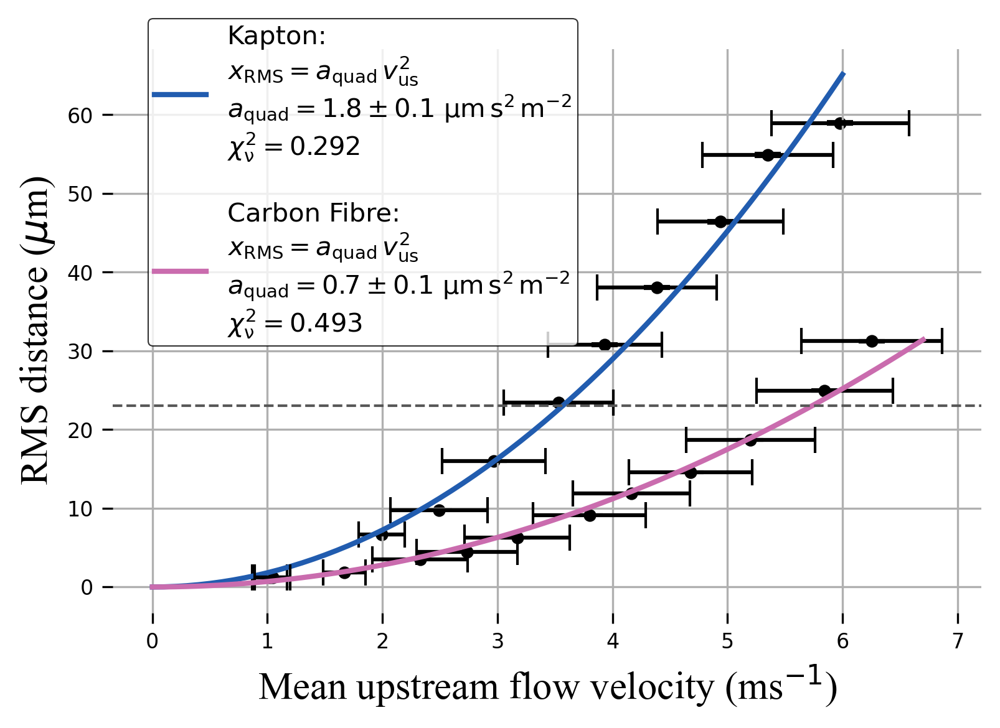 Kapton:
x_RMS = a_quad v_us^2
a_quad = 1.8 ± 0.1 μm s^2 m^−2
χ_ν^2 = 0.292
Carbon Fibre:
x_RMS = a_quad v_us^2
a_quad = 0.7 ± 0.1 μm s^2 m^−2
χ_ν^2 = 0.493
RMS distance (μm)
60
50
40
30
20
10
0
0 1 2 3 4 5 6 7
Mean upstream flow velocity (ms^−1)